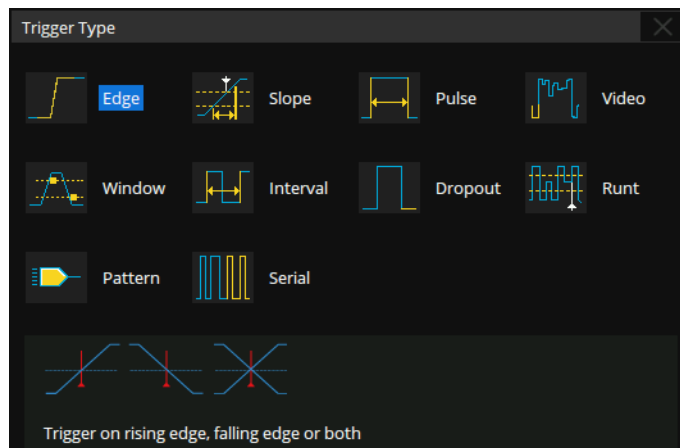 Trigger Type
Edge Slope Pulse Video
Window Interval Dropout Runt
Pattern Serial
Trigger on rising edge, falling edge or both